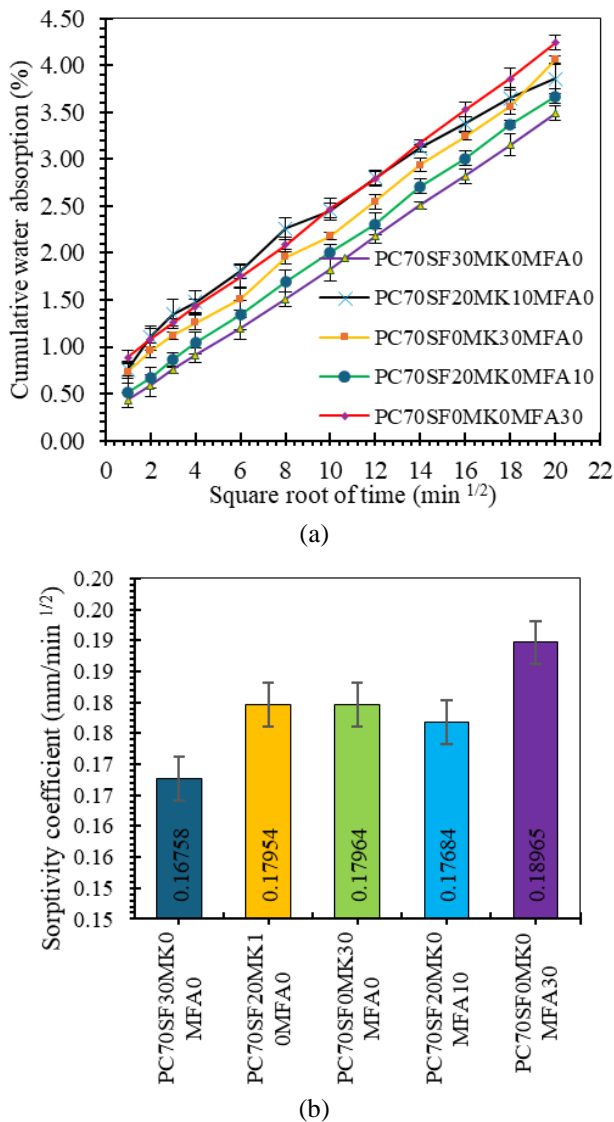 4.50
4.00
3.50
3.00
2.50
2.00
1.50
1.00
0.50
0.00
Cumulative water absorption (%)
PC70SF30MK0MFA0
PC70SF20MK10MFA0
PC70SF0MK30MFA0
PC70SF20MK0MFA10
PC70SF0MK0MFA30
0 2 4 6 8 10 12 14 16 18 20 22
Square root of time (min 1/2)
(a)
0.20
0.20
0.19
0.19
0.18
0.18
0.17
0.17
0.16
0.16
0.15
0.15
Sorptivity coefficient (mm/min 1/2)
0.16758
0.17954
0.17964
0.17684
0.18965
PC70SF30MK0
MFA0
PC70SF20MK1
0MFA0
PC70SF0MK30
MFA0
PC70SF20MK0
MFA10
PC70SF0MK0
MFA30
(b)